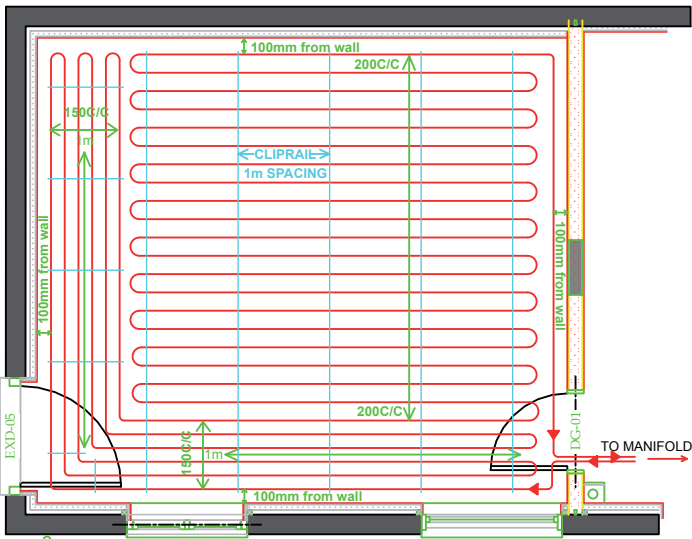 100mm from wall
200C/C
150C/C
1m
CLIPRAIL
1m SPACING
100mm from wall
100mm from wall
200C/C
EXD-05
DG-01
150C/C
1m
TO MANIFOLD
100mm from wall